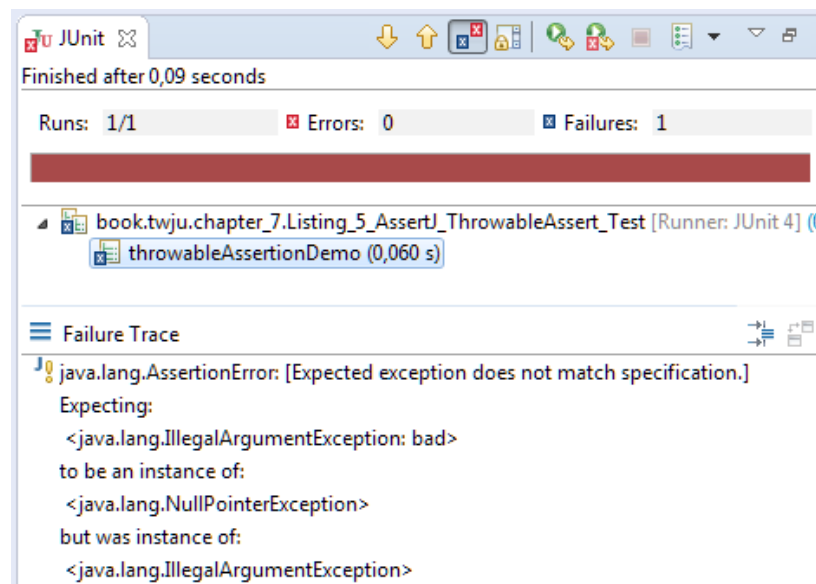 JUnit
Finished after 0,09 seconds
Runs: 1/1 Errors: 0 Failures: 1
book.twju.chapter_7.Listing_5_AssertJ_ThrowableAssert_Test [Runner: JUnit 4] (0
throwableAssertionDemo (0,060 s)
Failure Trace
java.lang.AssertionError: [Expected exception does not match specification.]
Expecting:
<java.lang.IllegalArgumentException: bad>
to be an instance of:
<java.lang.NullPointerException>
but was instance of:
<java.lang.IllegalArgumentException>